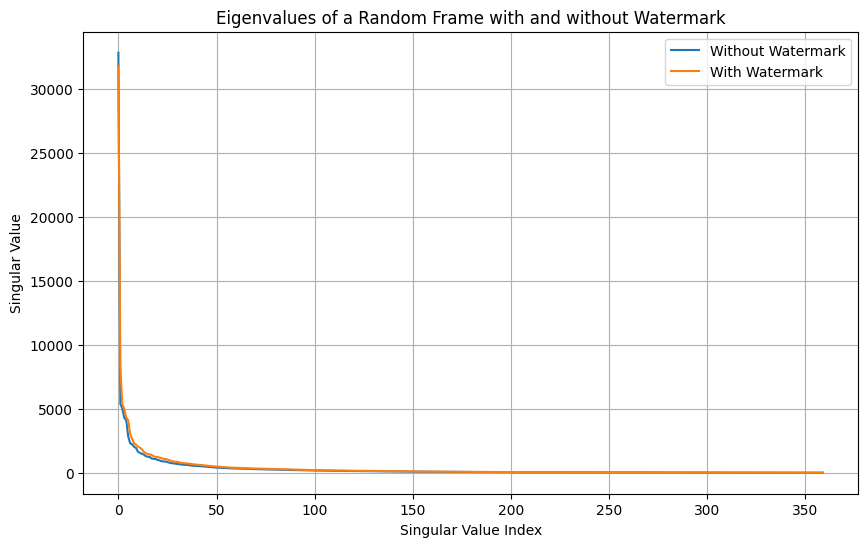 Eigenvalues of a Random Frame with and without Watermark
Without Watermark
With Watermark
Singular Value
30000
25000
20000
15000
10000
5000
0
0 50 100 150 200 250 300 350
Singular Value Index